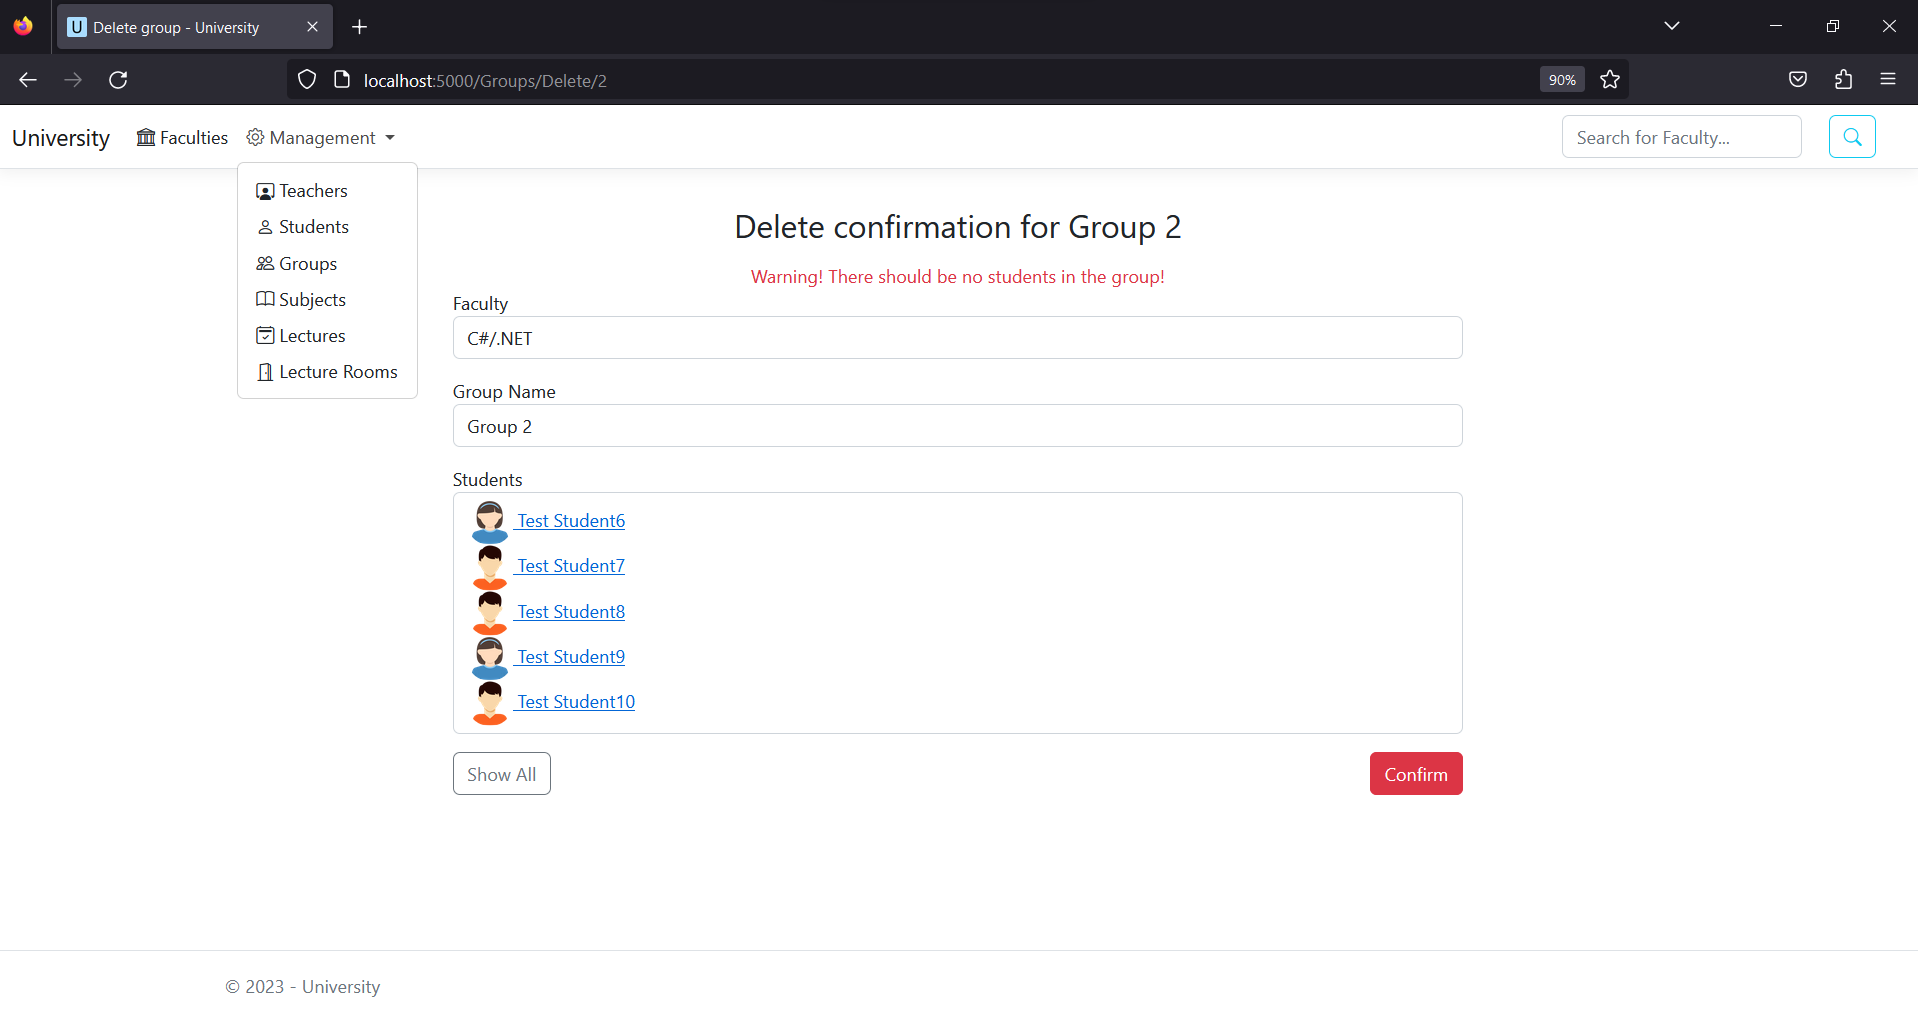 U Delete group - University
localhost:5000/Groups/Delete/2
90%
University Faculties Management
Search for Faculty...
Teachers
Students
Groups
Subjects
Lectures
Lecture Rooms
Delete confirmation for Group 2
Warning! There should be no students in the group!
Faculty
C#/.NET
Group Name
Group 2
Students
Test Student6
Test Student7
Test Student8
Test Student9
Test Student10
Show All
Confirm
© 2023 - University